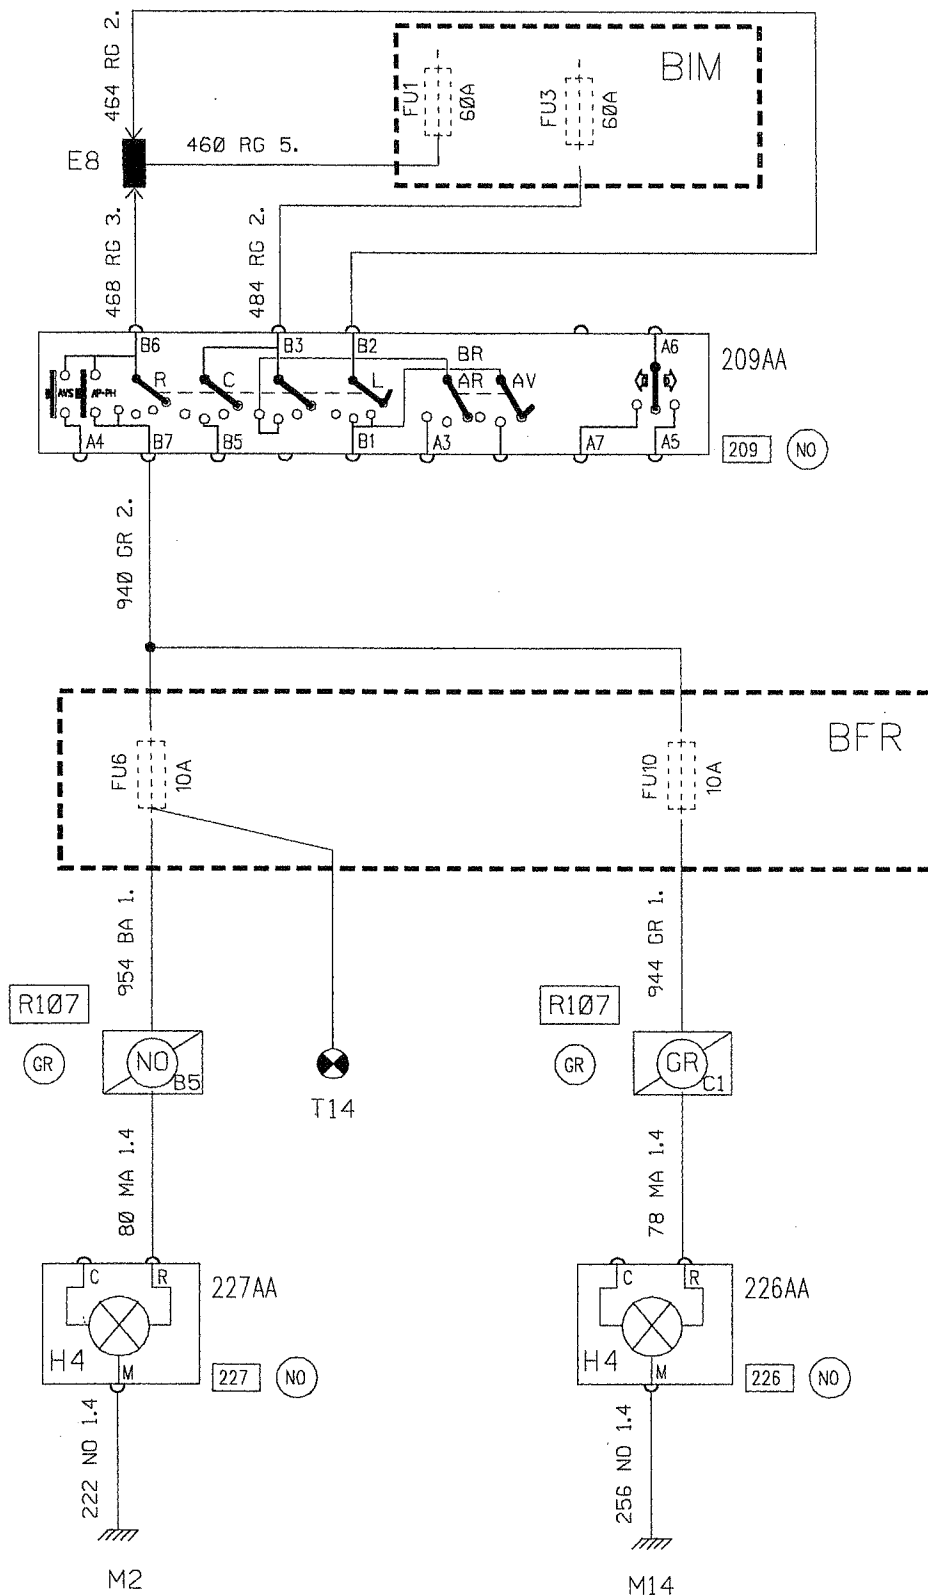 464 RG 2.
BIM
FU1
60A
FU3
60A
E8
460 RG 5.
468 RG 3.
484 RG 2.
B6
B3
B2
A6
209AA
R
C
L
BR
AR
AV
AVS
AP-PH
A4
B7
B5
B1
A3
A7
A5
209
NO
940 GR 2.
BFR
FU6
10A
FU10
10A
954 BA 1.
944 GR 1.
R107
R107
GR
NO
B5
GR
GR
C1
T14
80 MA 1.4
78 MA 1.4
C
R
227AA
C
R
226AA
H4
M
227
NO
H4
M
226
NO
222 NO 1.4
256 NO 1.4
M2
M14